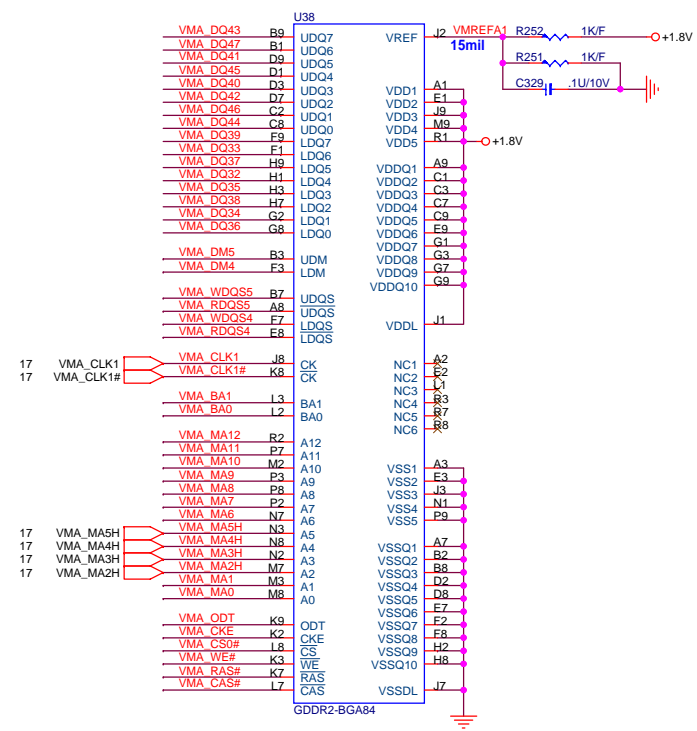 U38
VMA_DQ43 B9 UDQ7 VREF J2 VMREFA1 R252 1K/F +1.8V
15mil
VMA_DQ47 B1 UDQ6
VMA_DQ41 D9 UDQ5 R251 1K/F
VMA_DQ45 D1 UDQ4
VMA_DQ40 D3 UDQ3 VDD1 A1 C329 .1U/10V
VMA_DQ42 D7 UDQ2 VDD2 E1
VMA_DQ46 C2 UDQ1 VDD3 J9
VMA_DQ44 C8 UDQ0 VDD4 M9
VMA_DQ39 F9 LDQ7 VDD5 R1 +1.8V
VMA_DQ33 F1 LDQ6
VMA_DQ37 H9 LDQ5 VDDQ1 A9
VMA_DQ32 H1 LDQ4 VDDQ2 C1
VMA_DQ35 H3 LDQ3 VDDQ3 C3
VMA_DQ38 H7 LDQ2 VDDQ4 C7
VMA_DQ34 G2 LDQ1 VDDQ5 C9
VMA_DQ36 G8 LDQ0 VDDQ6 E9
VDDQ7 G1
VMA_DM5 B3 UDM VDDQ8 G3
VMA_DM4 F3 LDM VDDQ9 G7
VDDQ10 G9
VMA_WDQS5 B7 UDQS
VMA_RDQS5 A8 UDQS
VMA_WDQS4 F7 LDQS VDDL J1
VMA_RDQS4 E8 LDQS
17 VMA_CLK1 VMA_CLK1 J8 CK NC1 A2
17 VMA_CLK1# VMA_CLK1# K8 CK NC2 E2
NC3 L1
VMA_BA1 L3 BA1 NC4 R3
VMA_BA0 L2 BA0 NC5 R7
NC6 R8
VMA_MA12 R2 A12
VMA_MA11 P7 A11
VMA_MA10 M2 A10 VSS1 A3
VMA_MA9 P3 A9 VSS2 E3
VMA_MA8 P8 A8 VSS3 J3
VMA_MA7 P2 A7 VSS4 N1
VMA_MA6 N7 A6 VSS5 P9
17 VMA_MA5H VMA_MA5H N3 A5
17 VMA_MA4H VMA_MA4H N8 A4 VSSQ1 A7
17 VMA_MA3H VMA_MA3H N2 A3 VSSQ2 B2
17 VMA_MA2H VMA_MA2H M7 A2 VSSQ3 B8
VMA_MA1 M3 A1 VSSQ4 D2
VMA_MA0 M8 A0 VSSQ5 D8
VSSQ6 E7
VMA_ODT K9 ODT VSSQ7 F2
VMA_CKE K2 CKE VSSQ8 F8
VMA_CS0# L8 CS VSSQ9 H2
VMA_WE# K3 WE VSSQ10 H8
VMA_RAS# K7 RAS
VMA_CAS# L7 CAS VSSDL J7
GDDR2-BGA84